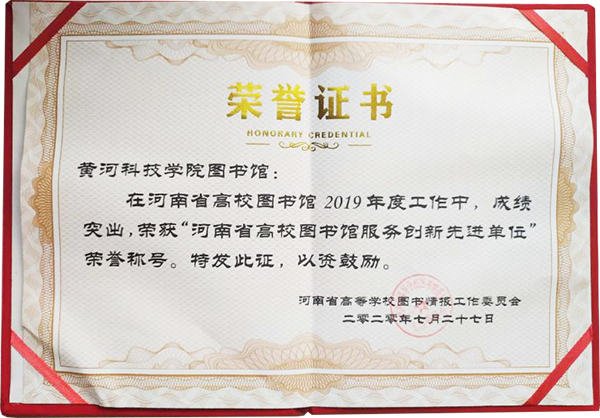 荣誉证书
HONORARY CREDENTIAL
黄河科技学院图书馆：
在河南省高校图书馆2019年度工作中，成绩
突出，荣获“河南省高校图书馆服务创新先进单位”
荣誉称号。特发此证，以资鼓励。
河南省高等学校图书情报工作委员会
二零二零年七月二十七日